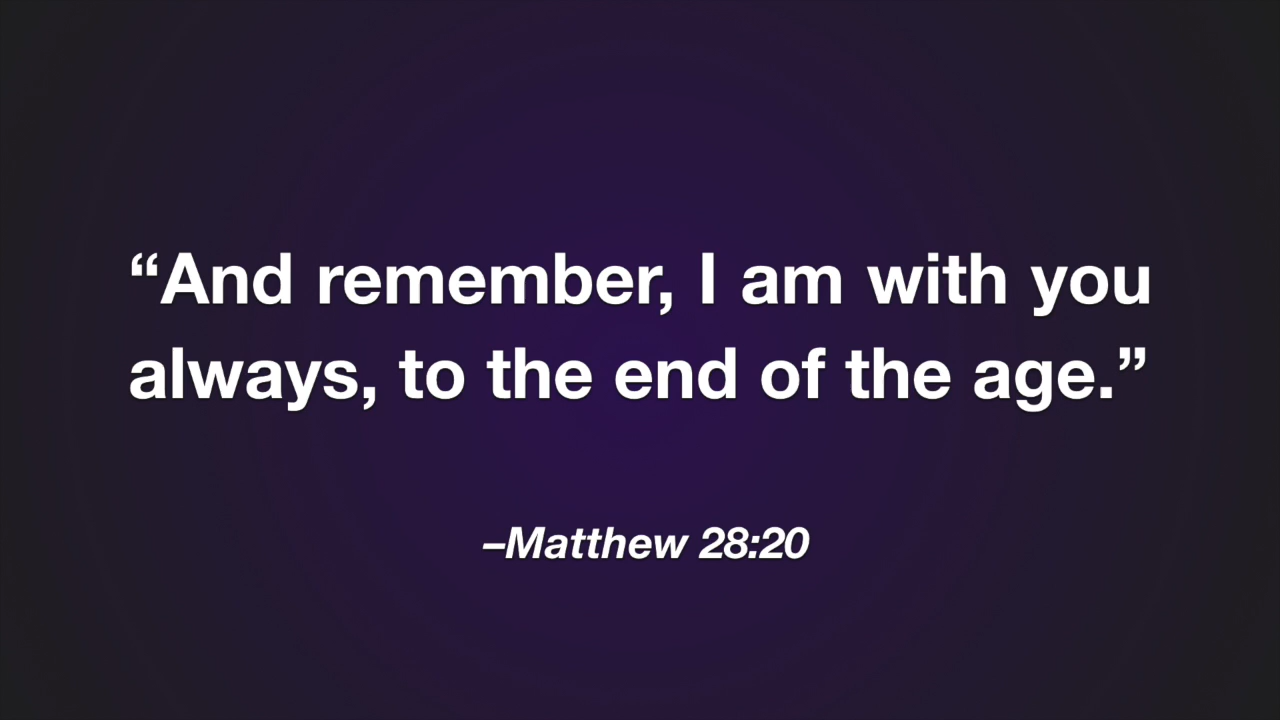 “And remember, I am with you
always, to the end of the age.”
–Matthew 28:20